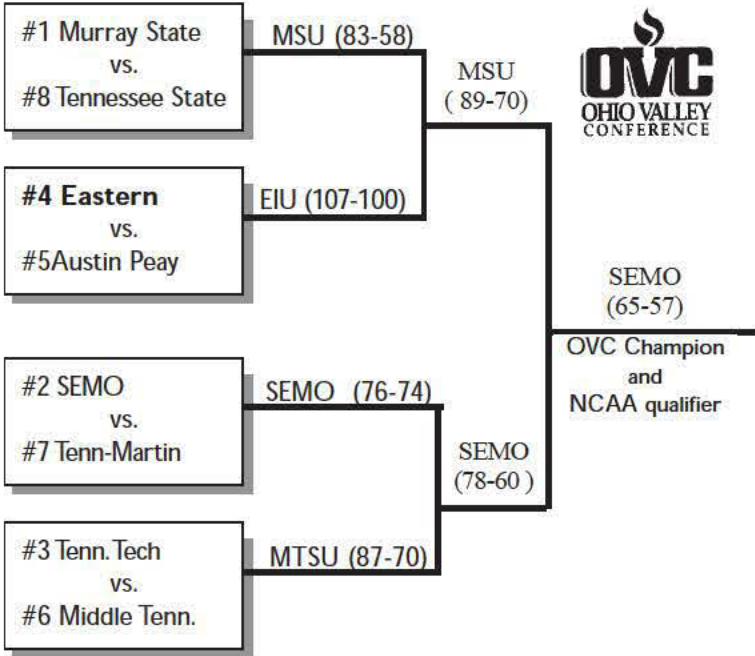 #1 Murray State
vs.
#8 Tennessee State
MSU (83-58)
MSU
( 89-70)
OVC
OHIO VALLEY
CONFERENCE
#4 Eastern
vs.
#5Austin Peay
EIU (107-100)
SEMO
(65-57)
OVC Champion
and
NCAA qualifier
#2 SEMO
vs.
#7 Tenn-Martin
SEMO (76-74)
SEMO
(78-60 )
#3 Tenn. Tech
vs.
#6 Middle Tenn.
MTSU (87-70)